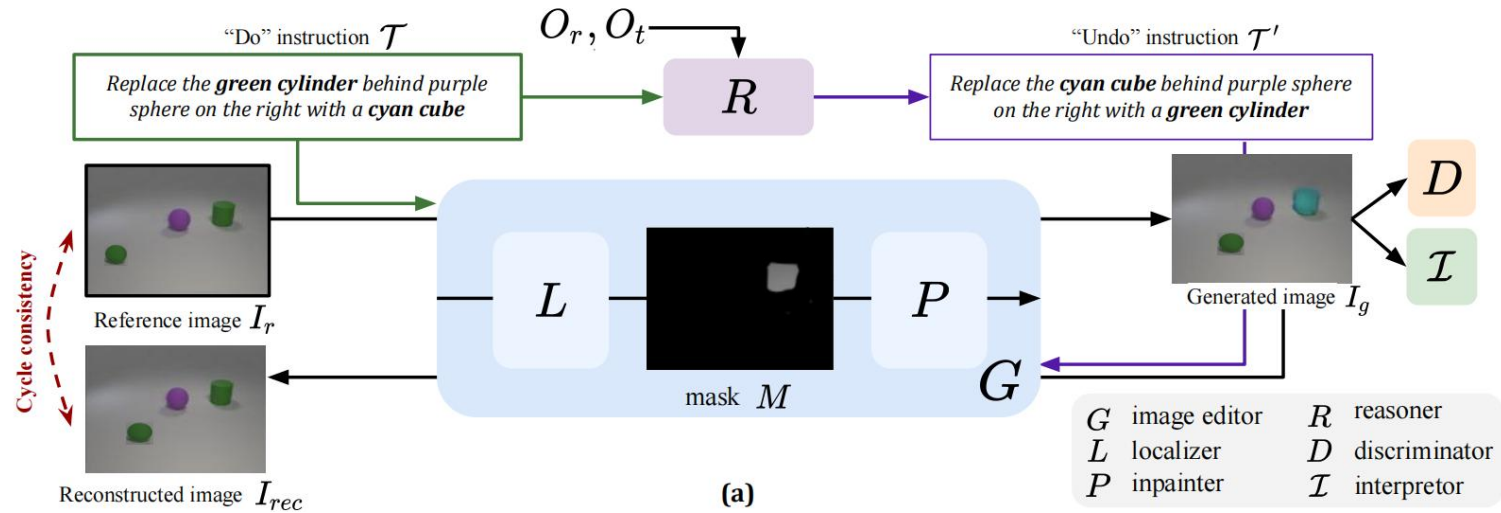 “Do” instruction 𝒯
O_r, O_t
“Undo” instruction 𝒯′
Replace the green cylinder behind purple
sphere on the right with a cyan cube
R
Replace the cyan cube behind purple sphere
on the right with a green cylinder
D
ℐ
Cycle consistency
Reference image I_r
L
P
Generated image I_g
mask M
G
Reconstructed image I_rec
(a)
G image editor R reasoner
L localizer D discriminator
P inpainter ℐ interpretor